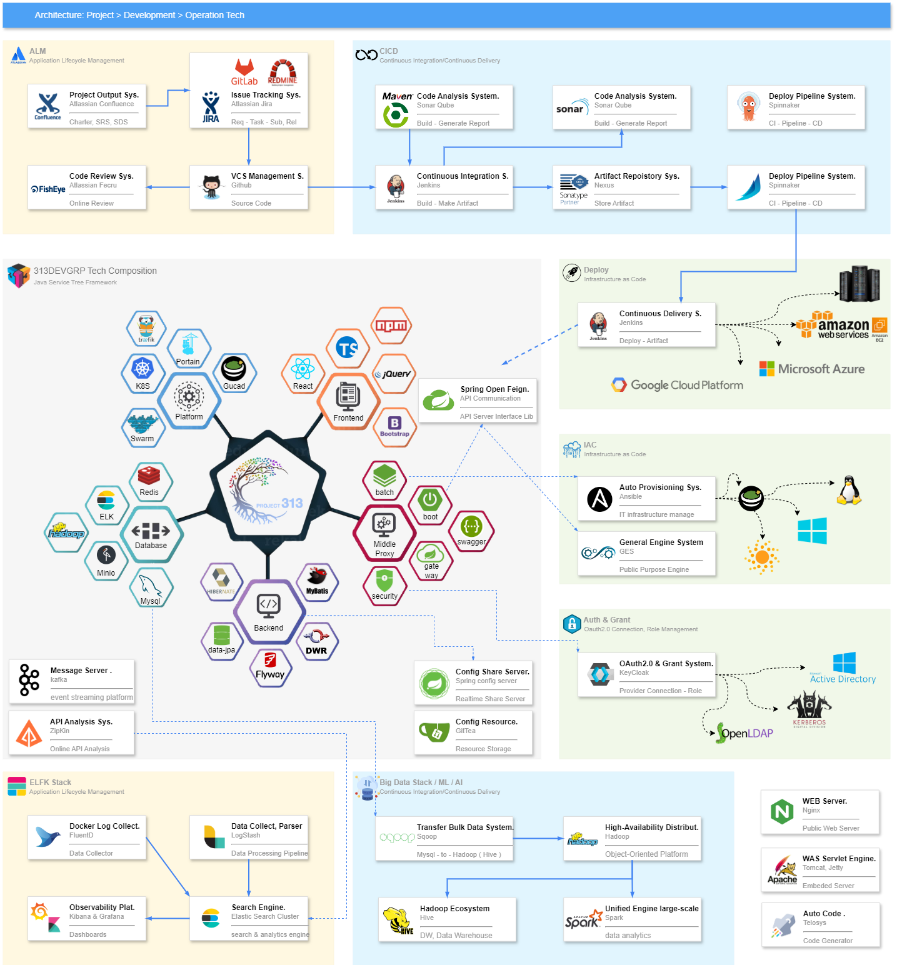 Architecture: Project > Development > Operation Tech
ALM
Application Lifecycle Management
Project Output Sys.
Atlassian Confluence
Charter, SRS, SDS
Confluence
GitLab
REDMINE
Issue Tracking Sys.
Atlassian Jira
Req - Task - Sub, Rel
JIRA
Code Review Sys.
Atlassian Fecru
Online Review
FishEye
VCS Management S.
Github
Source Code
CICD
Continuous Integration/Continuous Delivery
Maven
Code Analysis System.
Sonar Qube
Build - Generate Report
sonar
Code Analysis System.
Sonar Qube
Build - Generate Report
Deploy Pipeline System.
Spinnaker
CI - Pipeline - CD
Continuous Integration S.
Jenkins
Build - Make Artifact
Jenkins
Artifact Repoistory Sys.
Nexus
Store Artifact
Sonatype
Partner
Deploy Pipeline System.
Spinnaker
CI - Pipeline - CD
313DEVGRP Tech Composition
Java Service Tree Framework
Portain
K8S
Gucad
Swarm
Platform
React
TS
npm
jQuery
Bootstrap
Frontend
Spring Open Feign.
API Communication
API Server Interface Lib
PROJECT 313
Redis
ELK
Hadoop
Minio
Mysql
Database
batch
boot
swagger
gate
way
security
Middle
Proxy
MyBatis
data-jpa
DWR
Flywoy
Backend
Message Server .
kafka
event streaming platform
API Analysis Sys.
ZipKin
Online API Analysis
Config Share Server.
Spring config server
Realtime Share Server
Config Resource.
GitTea
Resource Storage
Deploy
Infrastructure as Code
Continuous Delivery S.
Jenkins
Deploy - Artifact
Jenkins
amazon
web services
AMAZON
EC2
Microsoft Azure
Google Cloud Platform
IAC
Infrastructure as Code
Auto Provisioning Sys.
Ansible
IT infrastructure manage
General Engine System
GES
Public Purpose Engine
Auth & Grant
Oauth2.0 Connection, Role Management
OAuth2.0 & Grant System.
KeyCloak
Provider Connection - Role
Active Directory
KERBEROS
OpenLDAP
ELFK Stack
Application Lifecycle Management
Docker Log Collect.
FluentD
Data Collector
Data Collect, Parser
LogStash
Data Processing Pipeline
Observability Plat.
Kibana & Grafana
Dashboards
Search Engine.
Elastic Search Cluster
search & analytics engine
Big Data Stack / ML / AI
Continuous Integration/Continuous Delivery
Transfer Bulk Data System.
Sqoop
Mysql - to - Hadoop ( Hive )
High-Availability Distribut.
Hadoop
Object-Oriented Platform
Hadoop Ecosystem
Hive
DW, Data Warehouse
HIVE
Unified Engine large-scale
Spark
data analytics
Spark
WEB Server.
Nginx
Public Web Server
WAS Servlet Engine.
Tomcat, Jetty
Embeded Server
Apache
Auto Code .
Telosys
Code Generator